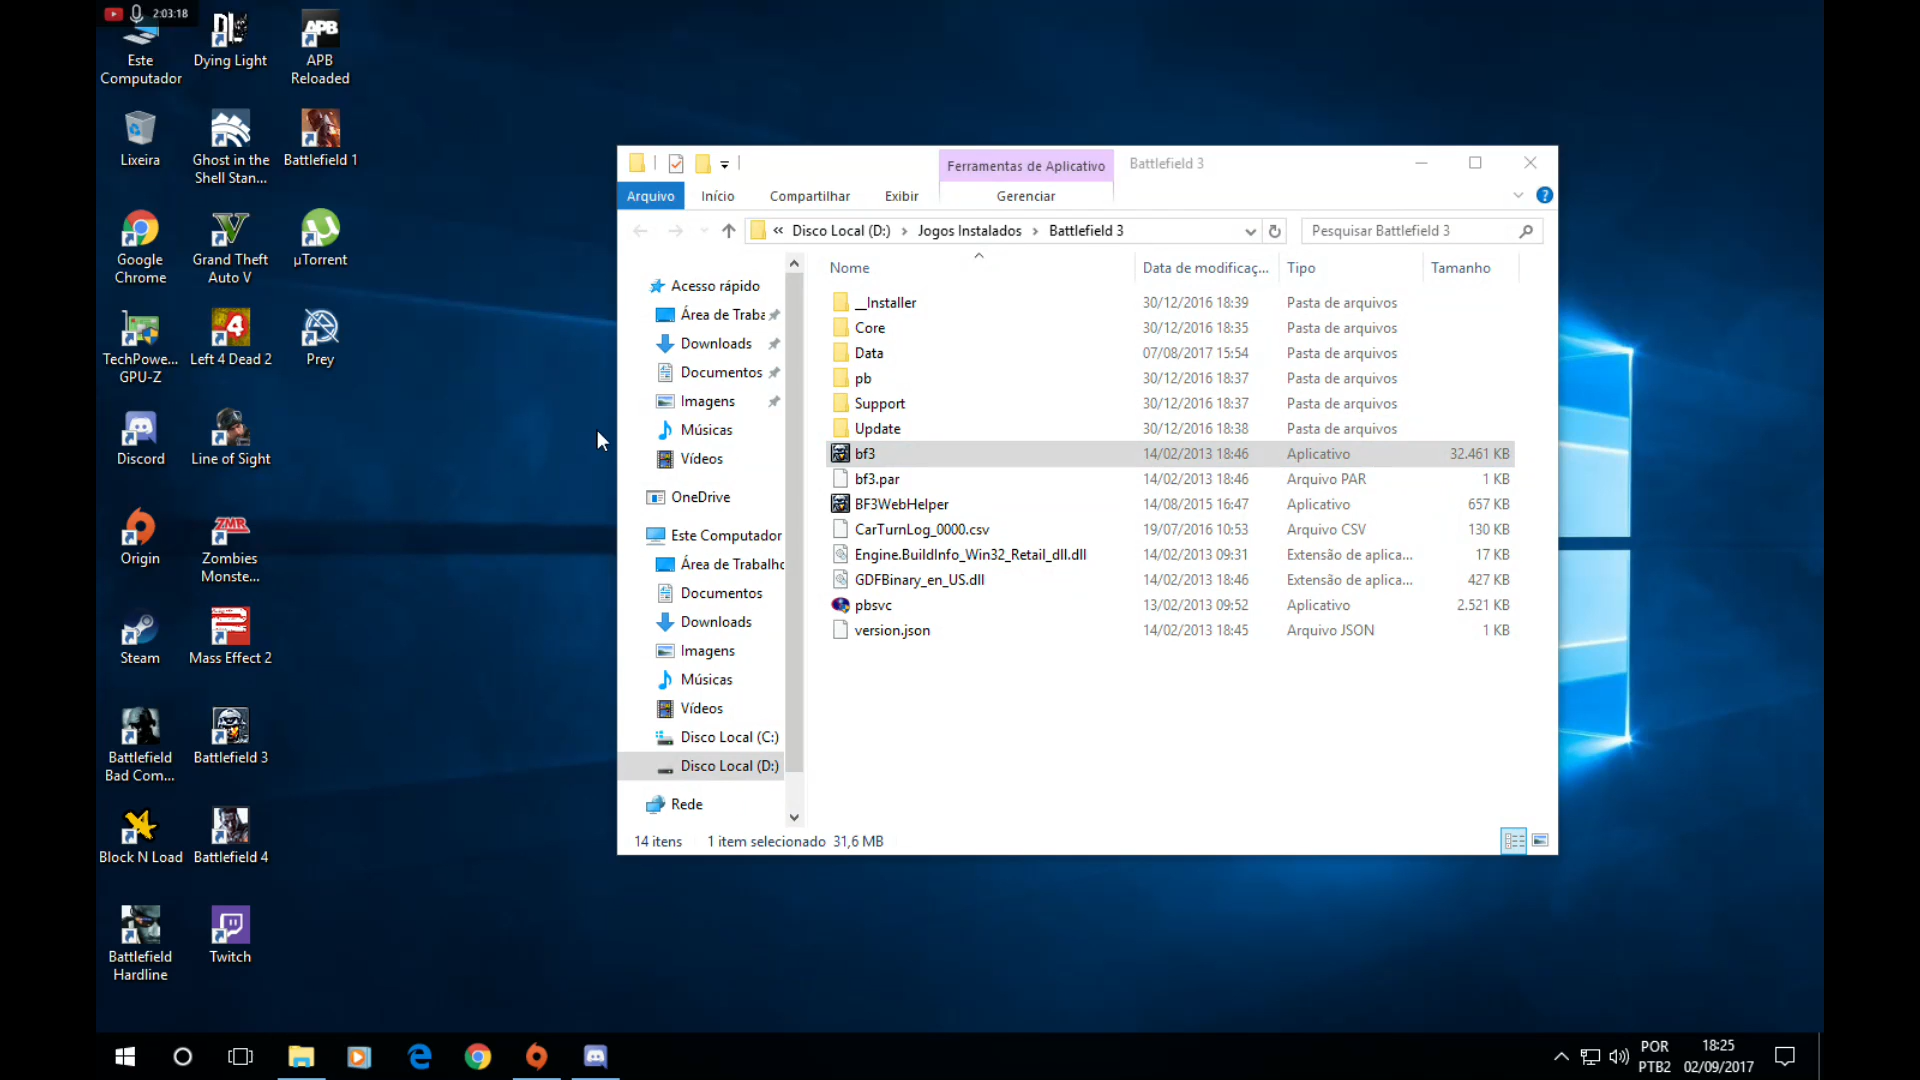 2:03:18
Este
Computador
Dying Light
APB
Reloaded
Lixeira
Ghost in the
Shell Stan...
Battlefield 1
Google
Chrome
Grand Theft
Auto V
µTorrent
TechPowe...
GPU-Z
Left 4 Dead 2
Prey
Discord
Line of Sight
Origin
Zombies
Monste...
Steam
Mass Effect 2
Battlefield
Bad Com...
Battlefield 3
Block N Load
Battlefield 4
Battlefield
Hardline
Twitch
Ferramentas de Aplicativo
Battlefield 3
Arquivo
Início
Compartilhar
Exibir
Gerenciar
« Disco Local (D:) > Jogos Instalados > Battlefield 3
Pesquisar Battlefield 3
Acesso rápido
Área de Traba
Downloads
Documentos
Imagens
Músicas
Vídeos
OneDrive
Este Computador
Área de Trabalho
Documentos
Downloads
Imagens
Músicas
Vídeos
Disco Local (C:)
Disco Local (D:)
Rede
Nome Data de modificaç... Tipo Tamanho
__Installer 30/12/2016 18:39 Pasta de arquivos
Core 30/12/2016 18:35 Pasta de arquivos
Data 07/08/2017 15:54 Pasta de arquivos
pb 30/12/2016 18:37 Pasta de arquivos
Support 30/12/2016 18:37 Pasta de arquivos
Update 30/12/2016 18:38 Pasta de arquivos
bf3 14/02/2013 18:46 Aplicativo 32.461 KB
bf3.par 14/02/2013 18:46 Arquivo PAR 1 KB
BF3WebHelper 14/08/2015 16:47 Aplicativo 657 KB
CarTurnLog_0000.csv 19/07/2016 10:53 Arquivo CSV 130 KB
Engine.BuildInfo_Win32_Retail_dll.dll 14/02/2013 09:31 Extensão de aplica... 17 KB
GDFBinary_en_US.dll 14/02/2013 18:46 Extensão de aplica... 427 KB
pbsvc 13/02/2013 09:52 Aplicativo 2.521 KB
version.json 14/02/2013 18:45 Arquivo JSON 1 KB
14 itens 1 item selecionado 31,6 MB
POR
PTB2
18:25
02/09/2017